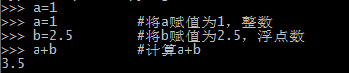 >>> a=1
>>> a=1 #将a赋值为1，整数
>>> b=2.5 #将b赋值为2.5，浮点数
>>> a+b #计算a+b
3.5